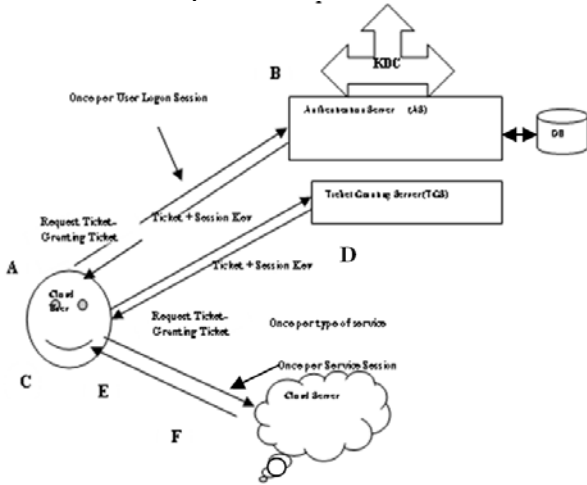 KDC
B
Once per User Logon Session
Authentication Server (AS)
DB
Ticket Granting Server(TGS)
Request Ticket-
Granting Ticket
Ticket + Session Key
D
A
Ticket + Session Key
Cloud
User
Request Ticket-
Granting Ticket
Once per type of service
Once per Service Session
C
E
Cloud Server
F